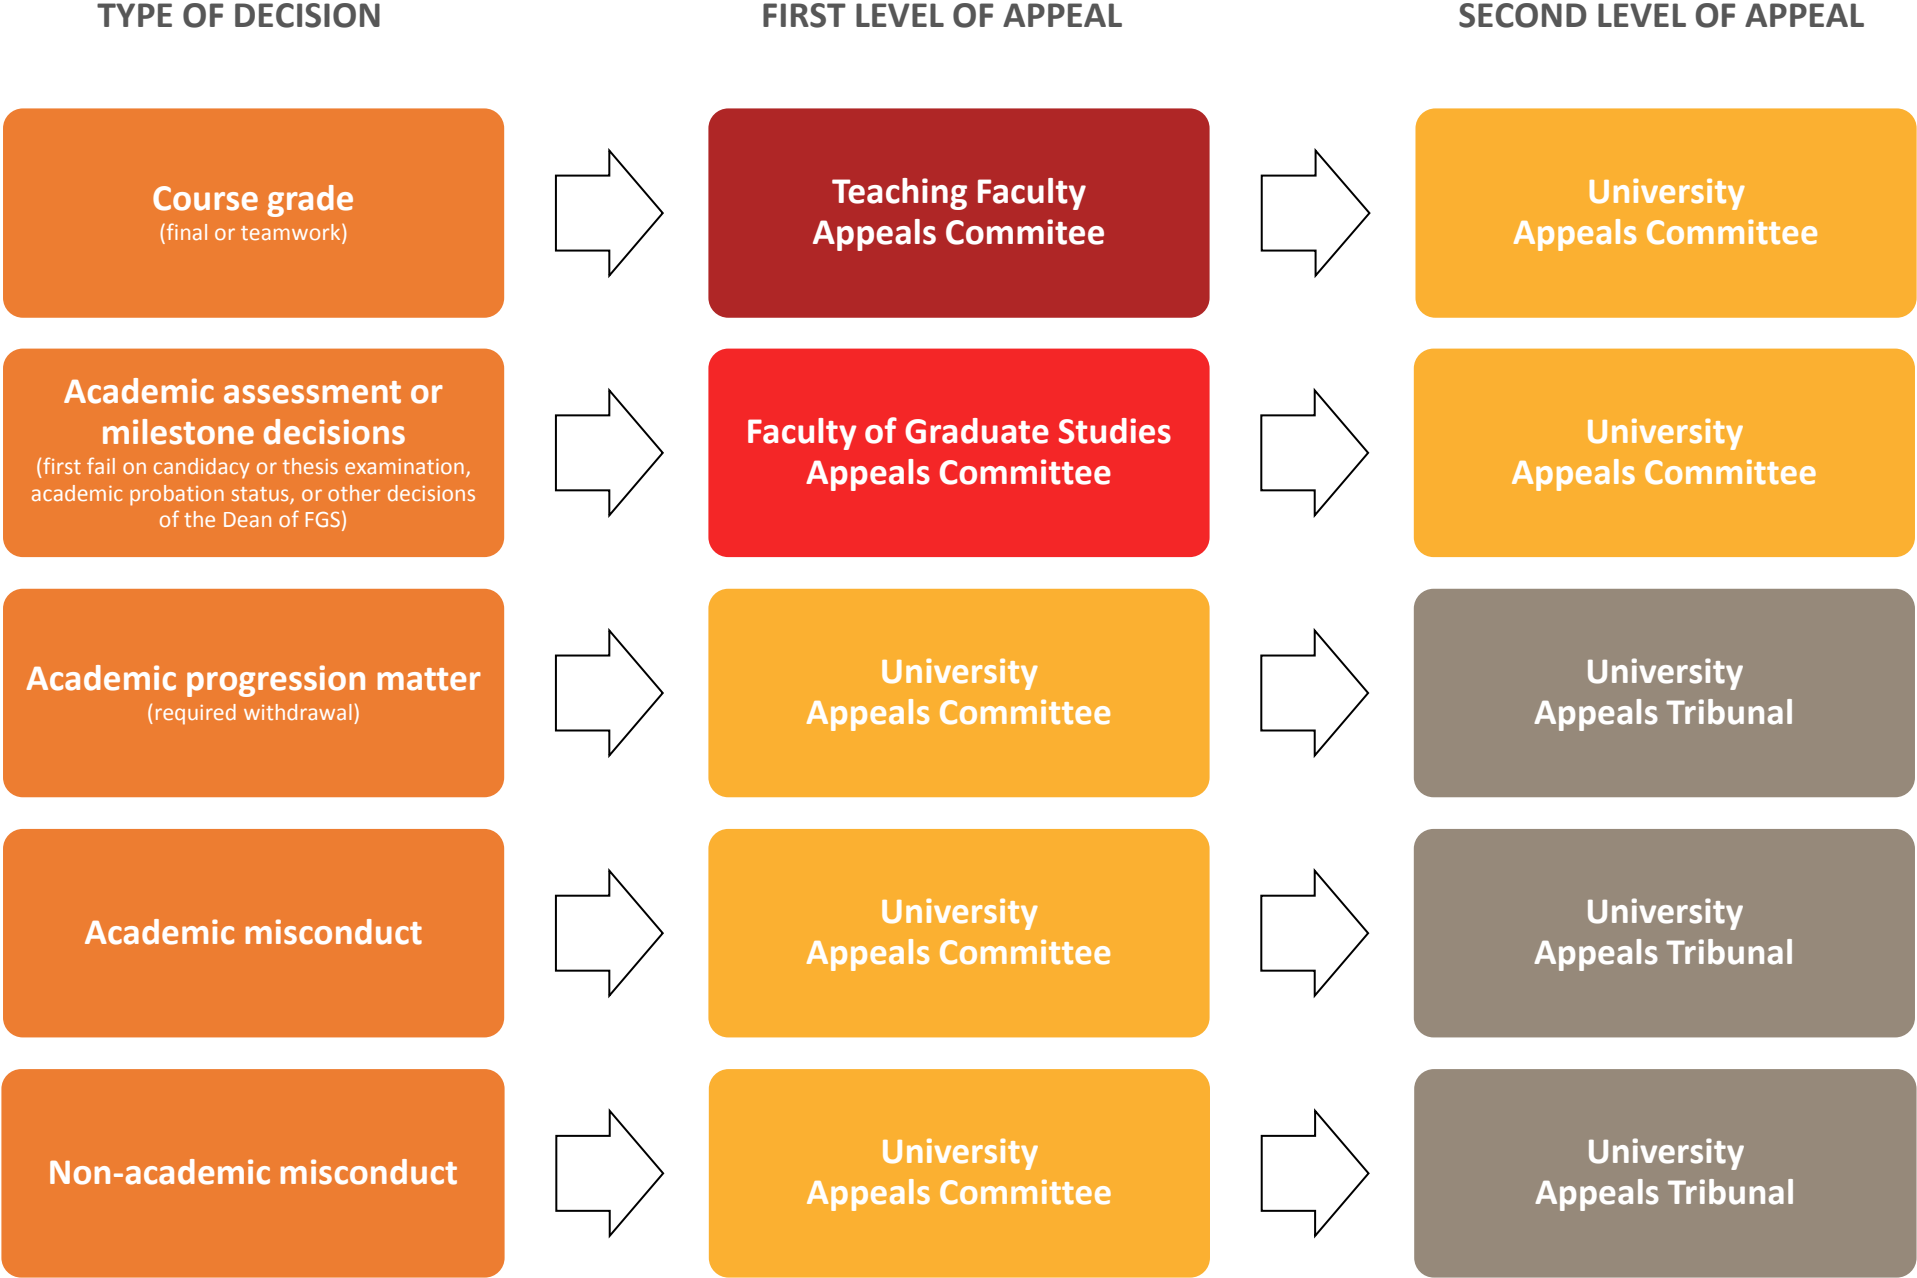 TYPE OF DECISION
FIRST LEVEL OF APPEAL
SECOND LEVEL OF APPEAL
Course grade
(final or teamwork)
Teaching Faculty
Appeals Commitee
University
Appeals Committee
Academic assessment or
milestone decisions
(first fail on candidacy or thesis examination,
academic probation status, or other decisions
of the Dean of FGS)
Faculty of Graduate Studies
Appeals Committee
University
Appeals Committee
Academic progression matter
(required withdrawal)
University
Appeals Committee
University
Appeals Tribunal
Academic misconduct
University
Appeals Committee
University
Appeals Tribunal
Non-academic misconduct
University
Appeals Committee
University
Appeals Tribunal